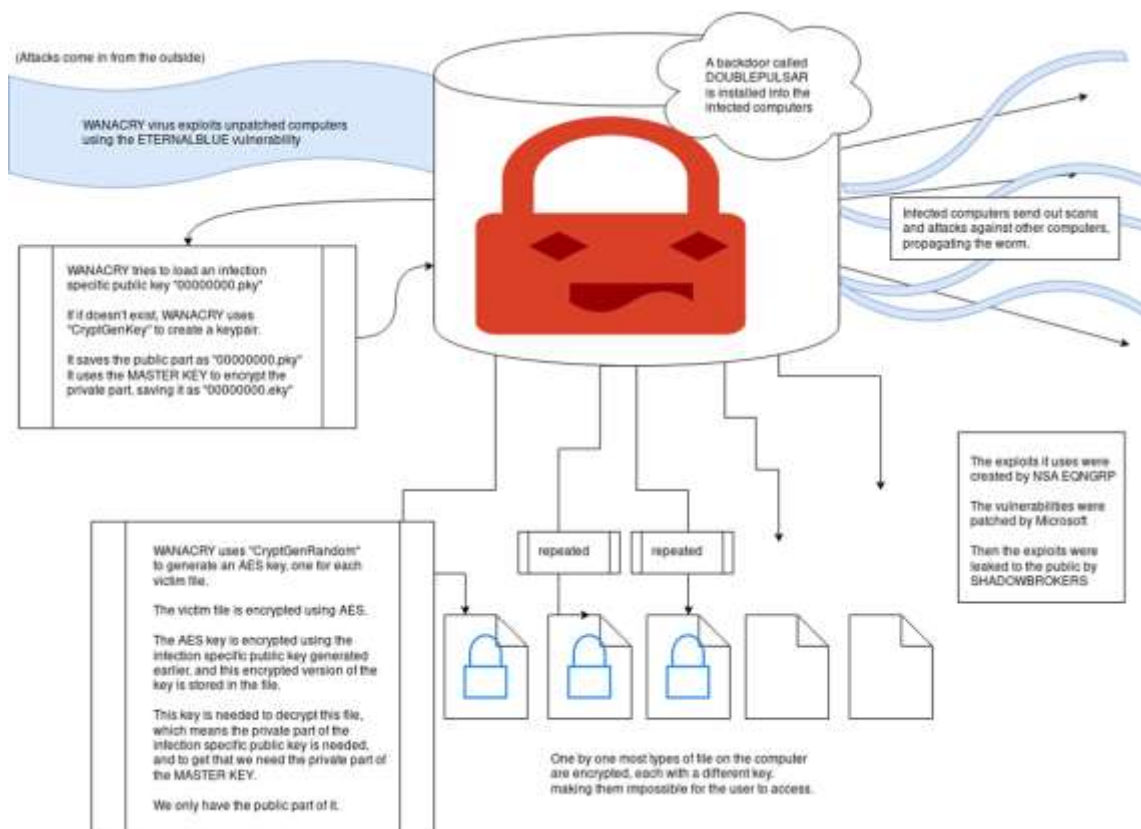 (Attacks come in from the outside)
WANACRY virus exploits unpatched computers
using the ETERNALBLUE vulnerability
A backdoor called
DOUBLEPULSAR
is installed into the
infected computers
Infected computers send out scans
and attacks against other computers,
propagating the worm.
WANACRY tries to load an infection
specific public key "00000000.pky"
If if doesn't exist, WANACRY uses
"CryptGenKey" to create a keypair.
It saves the public part as "00000000.pky"
It uses the MASTER KEY to encrypt the
private part, saving it as "00000000.eky"
The exploits it uses were
created by NSA EQNGRP
The vulnerabilities were
patched by Microsoft
Then the exploits were
leaked to the public by
SHADOWBROKERS
WANACRY uses "CryptGenRandom"
to generate an AES key, one for each
victim file.
The victim file is encrypted using AES.
The AES key is encrypted using the
infection specific public key generated
earlier, and this encrypted version of the
key is stored in the file.
This key is needed to decrypt this file,
which means the private part of the
infection specific public key is needed,
and to get that we need the private part of
the MASTER KEY.
We only have the public part of it.
repeated
repeated
One by one most types of file on the computer
are encrypted, each with a different key.
making them impossible for the user to access.